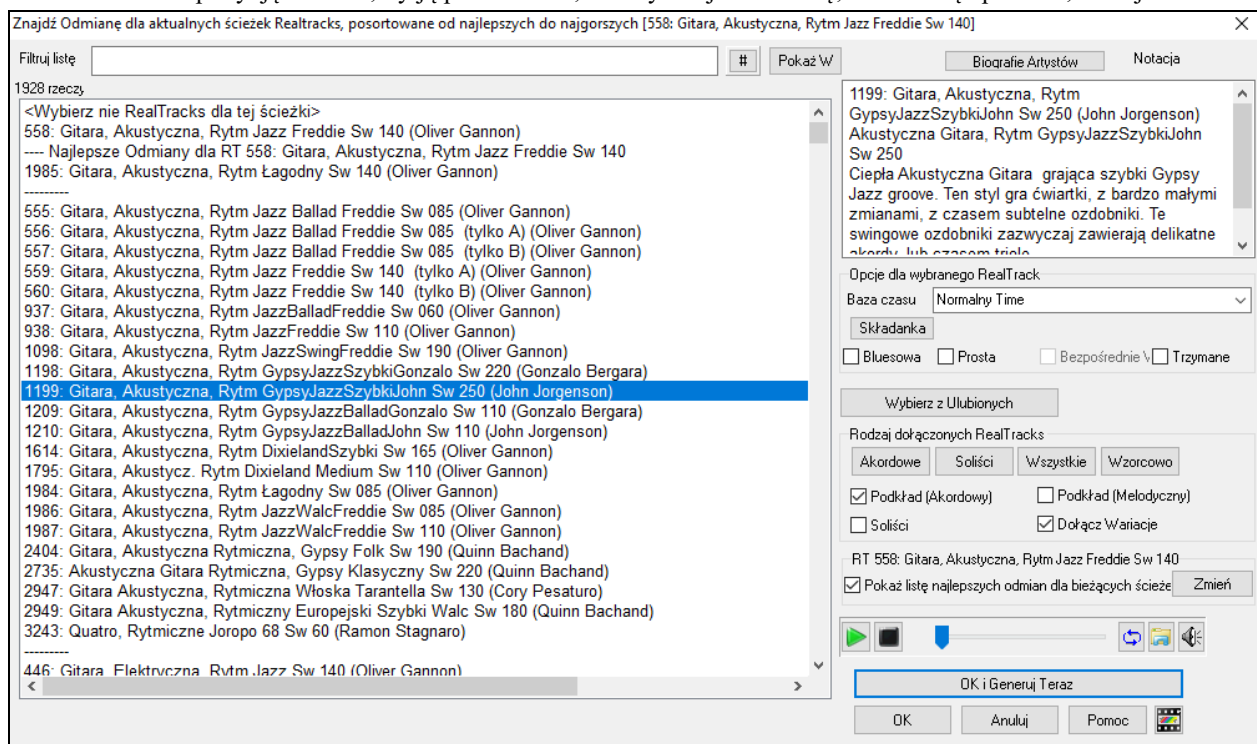 Znajdź Odmianę dla aktualnych ścieżek Realtracks, posortowane od najlepszych do najgorszych [558: Gitara, Akustyczna, Rytm Jazz Freddie Sw 140]
Filtruj listę
#
Pokaż W
Biografie Artystów
Notacja
1928 rzeczy
<Wybierz nie RealTracks dla tej ścieżki>
558: Gitara, Akustyczna, Rytm Jazz Freddie Sw 140 (Oliver Gannon)
---- Najlepsze Odmiany dla RT 558: Gitara, Akustyczna, Rytm Jazz Freddie Sw 140
1985: Gitara, Akustyczna, Rytm Łagodny Sw 140 (Oliver Gannon)
---------
555: Gitara, Akustyczna, Rytm Jazz Ballad Freddie Sw 085 (Oliver Gannon)
556: Gitara, Akustyczna, Rytm Jazz Ballad Freddie Sw 085 (tylko A) (Oliver Gannon)
557: Gitara, Akustyczna, Rytm Jazz Ballad Freddie Sw 085 (tylko B) (Oliver Gannon)
559: Gitara, Akustyczna, Rytm Jazz Freddie Sw 140 (tylko A) (Oliver Gannon)
560: Gitara, Akustyczna, Rytm Jazz Freddie Sw 140 (tylko B) (Oliver Gannon)
937: Gitara, Akustyczna, Rytm JazzBalladFreddie Sw 060 (Oliver Gannon)
938: Gitara, Akustyczna, Rytm JazzFreddie Sw 110 (Oliver Gannon)
1098: Gitara, Akustyczna, Rytm JazzSwingFreddie Sw 190 (Oliver Gannon)
1198: Gitara, Akustyczna, Rytm GypsyJazzSzybkiGonzalo Sw 220 (Gonzalo Bergara)
1199: Gitara, Akustyczna, Rytm GypsyJazzSzybkiJohn Sw 250 (John Jorgenson)
1209: Gitara, Akustyczna, Rytm GypsyJazzBalladGonzalo Sw 110 (Gonzalo Bergara)
1210: Gitara, Akustyczna, Rytm GypsyJazzBalladJohn Sw 110 (John Jorgenson)
1614: Gitara, Akustyczna, Rytm DixielandSzybki Sw 165 (Oliver Gannon)
1795: Gitara, Akustycz. Rytm Dixieland Medium Sw 110 (Oliver Gannon)
1984: Gitara, Akustyczna, Rytm Łagodny Sw 085 (Oliver Gannon)
1986: Gitara, Akustyczna, Rytm JazzWalcFreddie Sw 085 (Oliver Gannon)
1987: Gitara, Akustyczna, Rytm JazzWalcFreddie Sw 110 (Oliver Gannon)
2404: Gitara, Akustyczna Rytmiczna, Gypsy Folk Sw 190 (Quinn Bachand)
2735: Akustyczna Gitara Rytmiczna, Gypsy Klasyczny Sw 220 (Quinn Bachand)
2947: Gitara Akustyczna, Rytmiczna Włoska Tarantella Sw 130 (Cory Pesaturo)
2949: Gitara Akustyczna, Rytmiczny Europejski Szybki Walc Sw 180 (Quinn Bachand)
3243: Quatro, Rytmiczne Joropo 68 Sw 60 (Ramon Stagnaro)
---------
446: Gitara, Elektryczna, Rytm Jazz Sw 140 (Oliver Gannon)
1199: Gitara, Akustyczna, Rytm
GypsyJazzSzybkiJohn Sw 250 (John Jorgenson)
Akustyczna Gitara, Rytm GypsyJazzSzybkiJohn
Sw 250
Ciepła Akustyczna Gitara grająca szybki Gypsy
Jazz groove. Ten styl gra ćwiartki, z bardzo małymi
zmianami, z czasem subtelne ozdobniki. Te
swingowe ozdobniki zazwyczaj zawierają delikatne
akordy, lub czasem triole
Opcje dla wybranego RealTrack
Baza czasu
Normalny Time
Składanka
Bluesowa
Prosta
Bezpośrednie
Trzymane
Wybierz z Ulubionych
Rodzaj dołączonych RealTracks
Akordowe
Soliści
Wszystkie
Wzorcowo
Podkład (Akordowy)
Podkład (Melodyczny)
Soliści
Dołącz Wariacje
RT 558: Gitara, Akustyczna, Rytm Jazz Freddie Sw 140
Pokaż listę najlepszych odmian dla bieżących ścieże
Zmień
OK i Generuj Teraz
OK
Anuluj
Pomoc